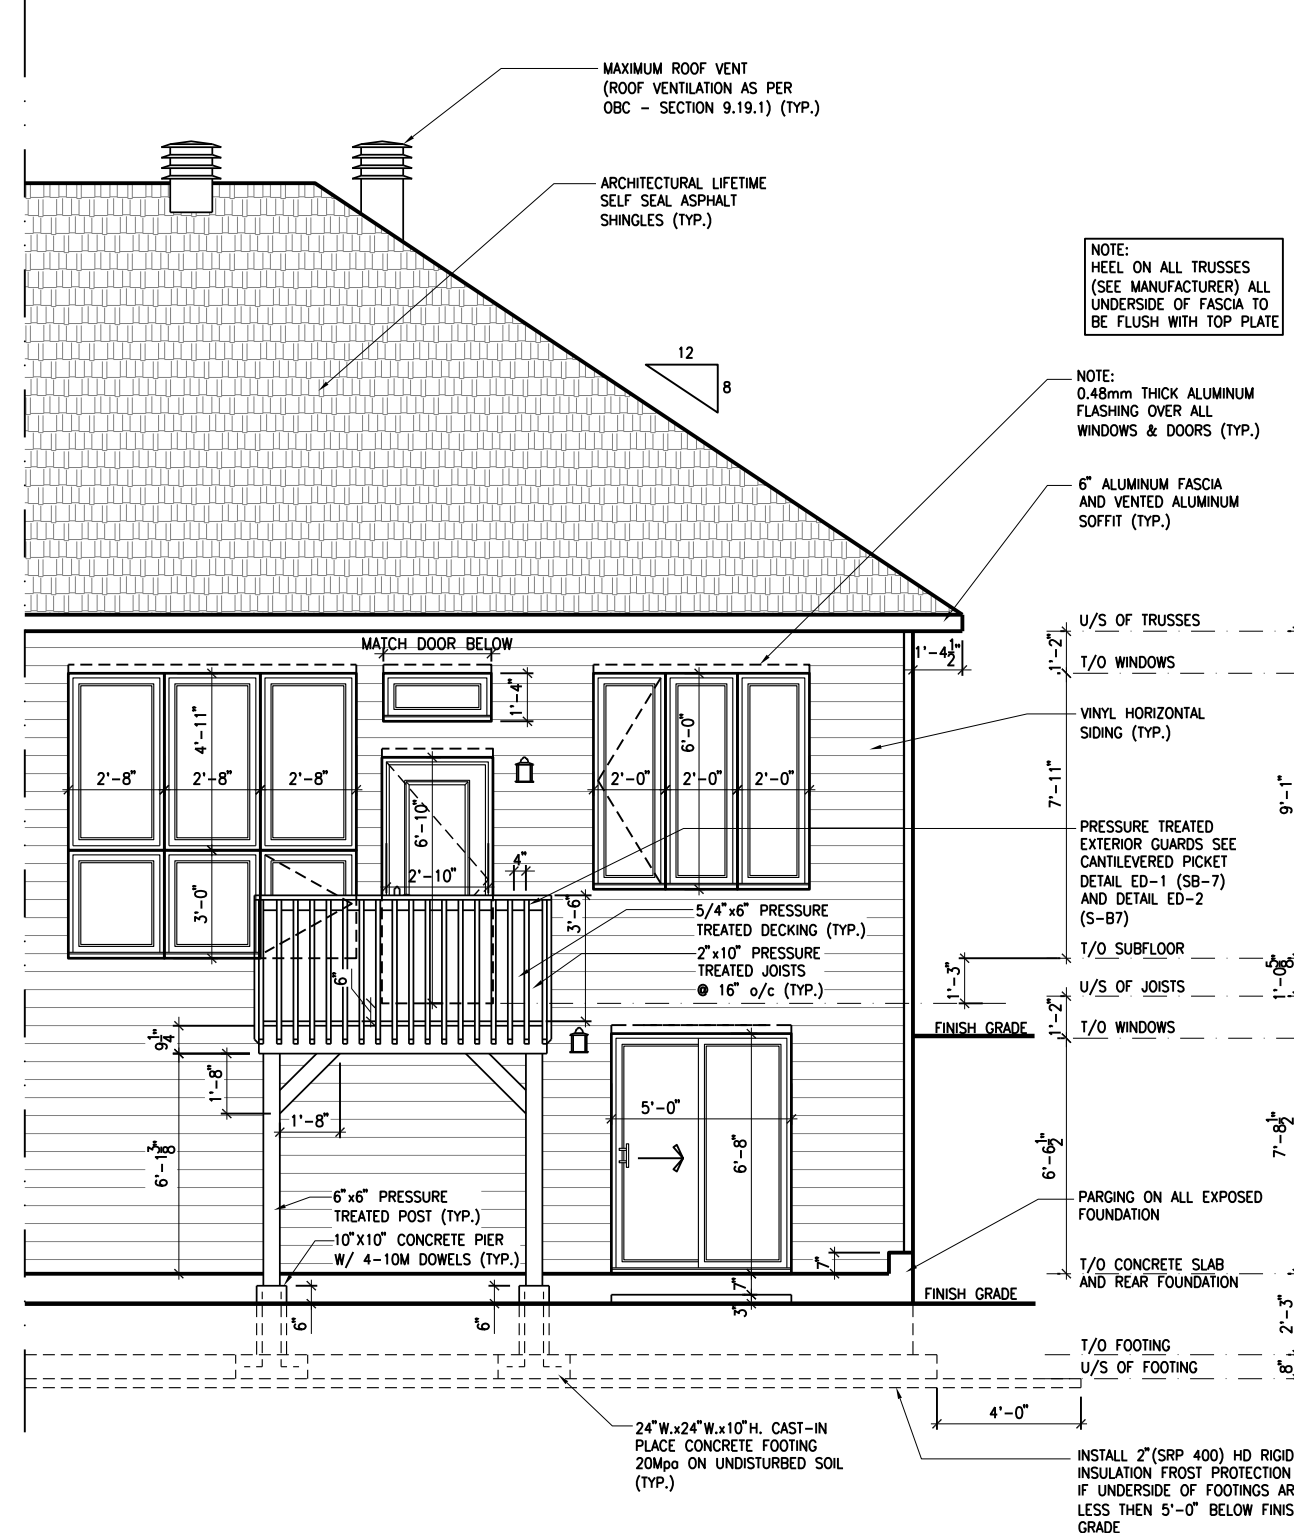 MAXIMUM ROOF VENT
(ROOF VENTILATION AS PER
OBC - SECTION 9.19.1) (TYP.)
ARCHITECTURAL LIFETIME
SELF SEAL ASPHALT
SHINGLES (TYP.)
NOTE:
HEEL ON ALL TRUSSES
(SEE MANUFACTURER) ALL
UNDERSIDE OF FASCIA TO
BE FLUSH WITH TOP PLATE
12
8
NOTE:
0.48mm THICK ALUMINUM
FLASHING OVER ALL
WINDOWS & DOORS (TYP.)
6" ALUMINUM FASCIA
AND VENTED ALUMINUM
SOFFIT (TYP.)
U/S OF TRUSSES
MATCH DOOR BELOW
1'-4½"
1'-2"
T/O WINDOWS
1'-4"
4'-11"
6'-0"
VINYL HORIZONTAL
SIDING (TYP.)
2'-8"
2'-8"
2'-8"
2'-0"
2'-0"
2'-0"
7'-11"
9'-1"
6'-10"
PRESSURE TREATED
EXTERIOR GUARDS SEE
CANTILEVERED PICKET
DETAIL ED-1 (SB-7)
AND DETAIL ED-2
(S-B7)
4"
2'-10"
3'-0"
3'-6"
5/4"x6" PRESSURE
TREATED DECKING (TYP.)
2"x10" PRESSURE
TREATED JOISTS
@ 16" o/c (TYP.)
T/O SUBFLOOR
6"
1'-3"
1'-0⅝"
U/S OF JOISTS
1'-2"
FINISH GRADE
T/O WINDOWS
9¼"
1'-8"
1'-8"
5'-0"
6'-8"
6'-1⅜"
6'-6½"
7'-8½"
6"x6" PRESSURE
TREATED POST (TYP.)
10"X10" CONCRETE PIER
W/ 4-10M DOWELS (TYP.)
PARGING ON ALL EXPOSED
FOUNDATION
7"
T/O CONCRETE SLAB
AND REAR FOUNDATION
7"
FINISH GRADE
3"
6"
6"
2'-3"
T/O FOOTING
U/S OF FOOTING
8"
4'-0"
24"W.x24"W.x10"H. CAST-IN
PLACE CONCRETE FOOTING
20Mpa ON UNDISTURBED SOIL
(TYP.)
INSTALL 2"(SRP 400) HD RIGID
INSULATION FROST PROTECTION
IF UNDERSIDE OF FOOTINGS AR
LESS THEN 5'-0" BELOW FINIS
GRADE